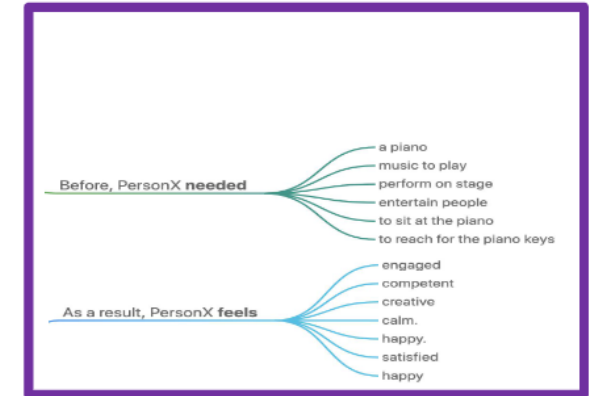 Before, PersonX needed
a piano
music to play
perform on stage
entertain people
to sit at the piano
to reach for the piano keys
As a result, PersonX feels
engaged
competent
creative
calm.
happy.
satisfied
happy